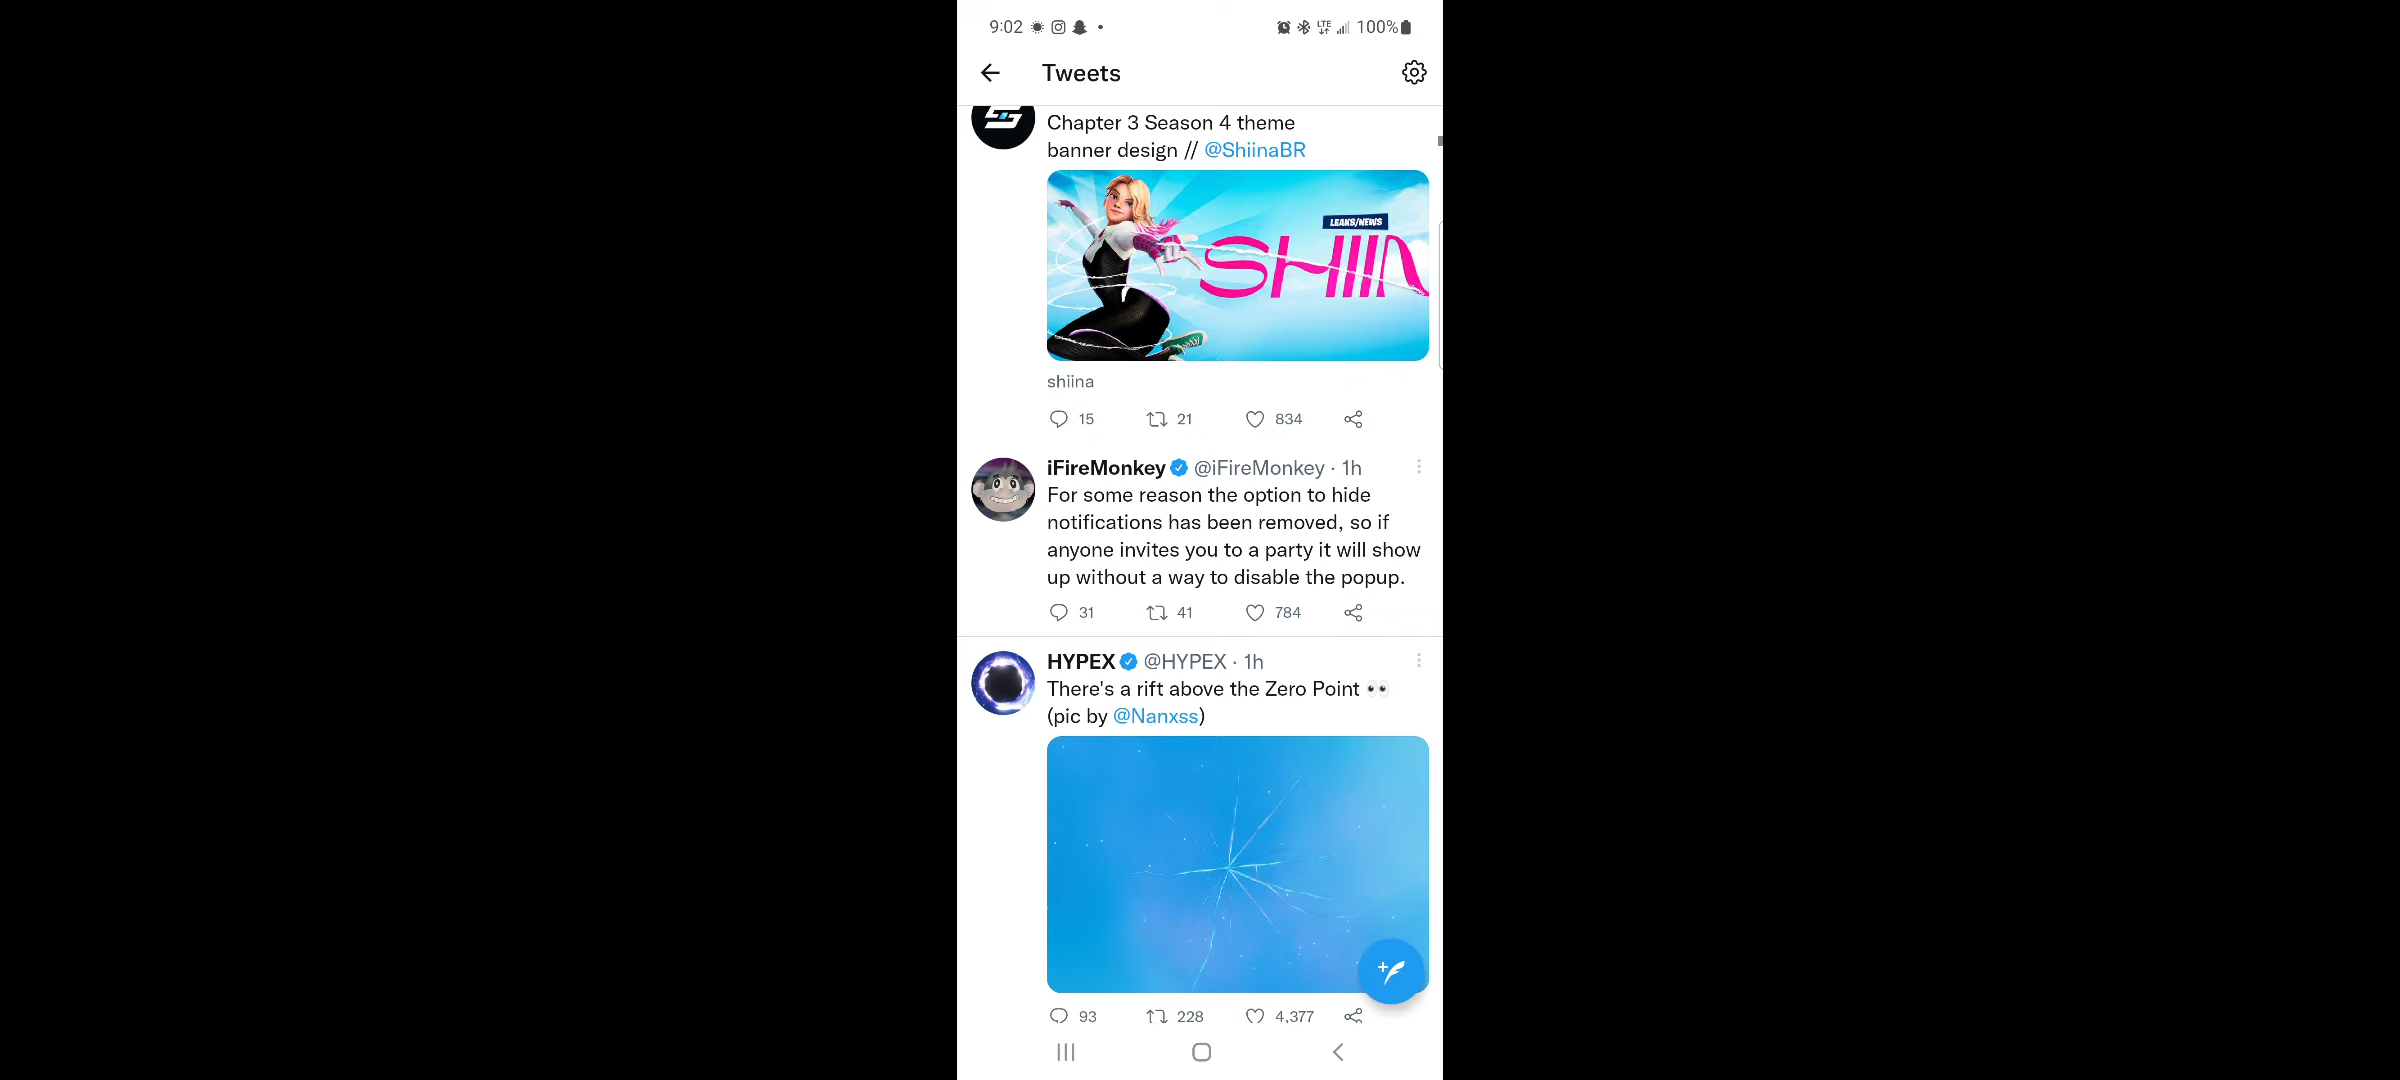 9:02
LTE
100%
Tweets
Chapter 3 Season 4 theme
banner design // @ShiinaBR
LEAKS/NEWS
SHIIN
shiina
15 21 834
iFireMonkey @iFireMonkey · 1h
For some reason the option to hide
notifications has been removed, so if
anyone invites you to a party it will show
up without a way to disable the popup.
31 41 784
HYPEX @HYPEX · 1h
There's a rift above the Zero Point 👀
(pic by @Nanxss)
93 228 4,377